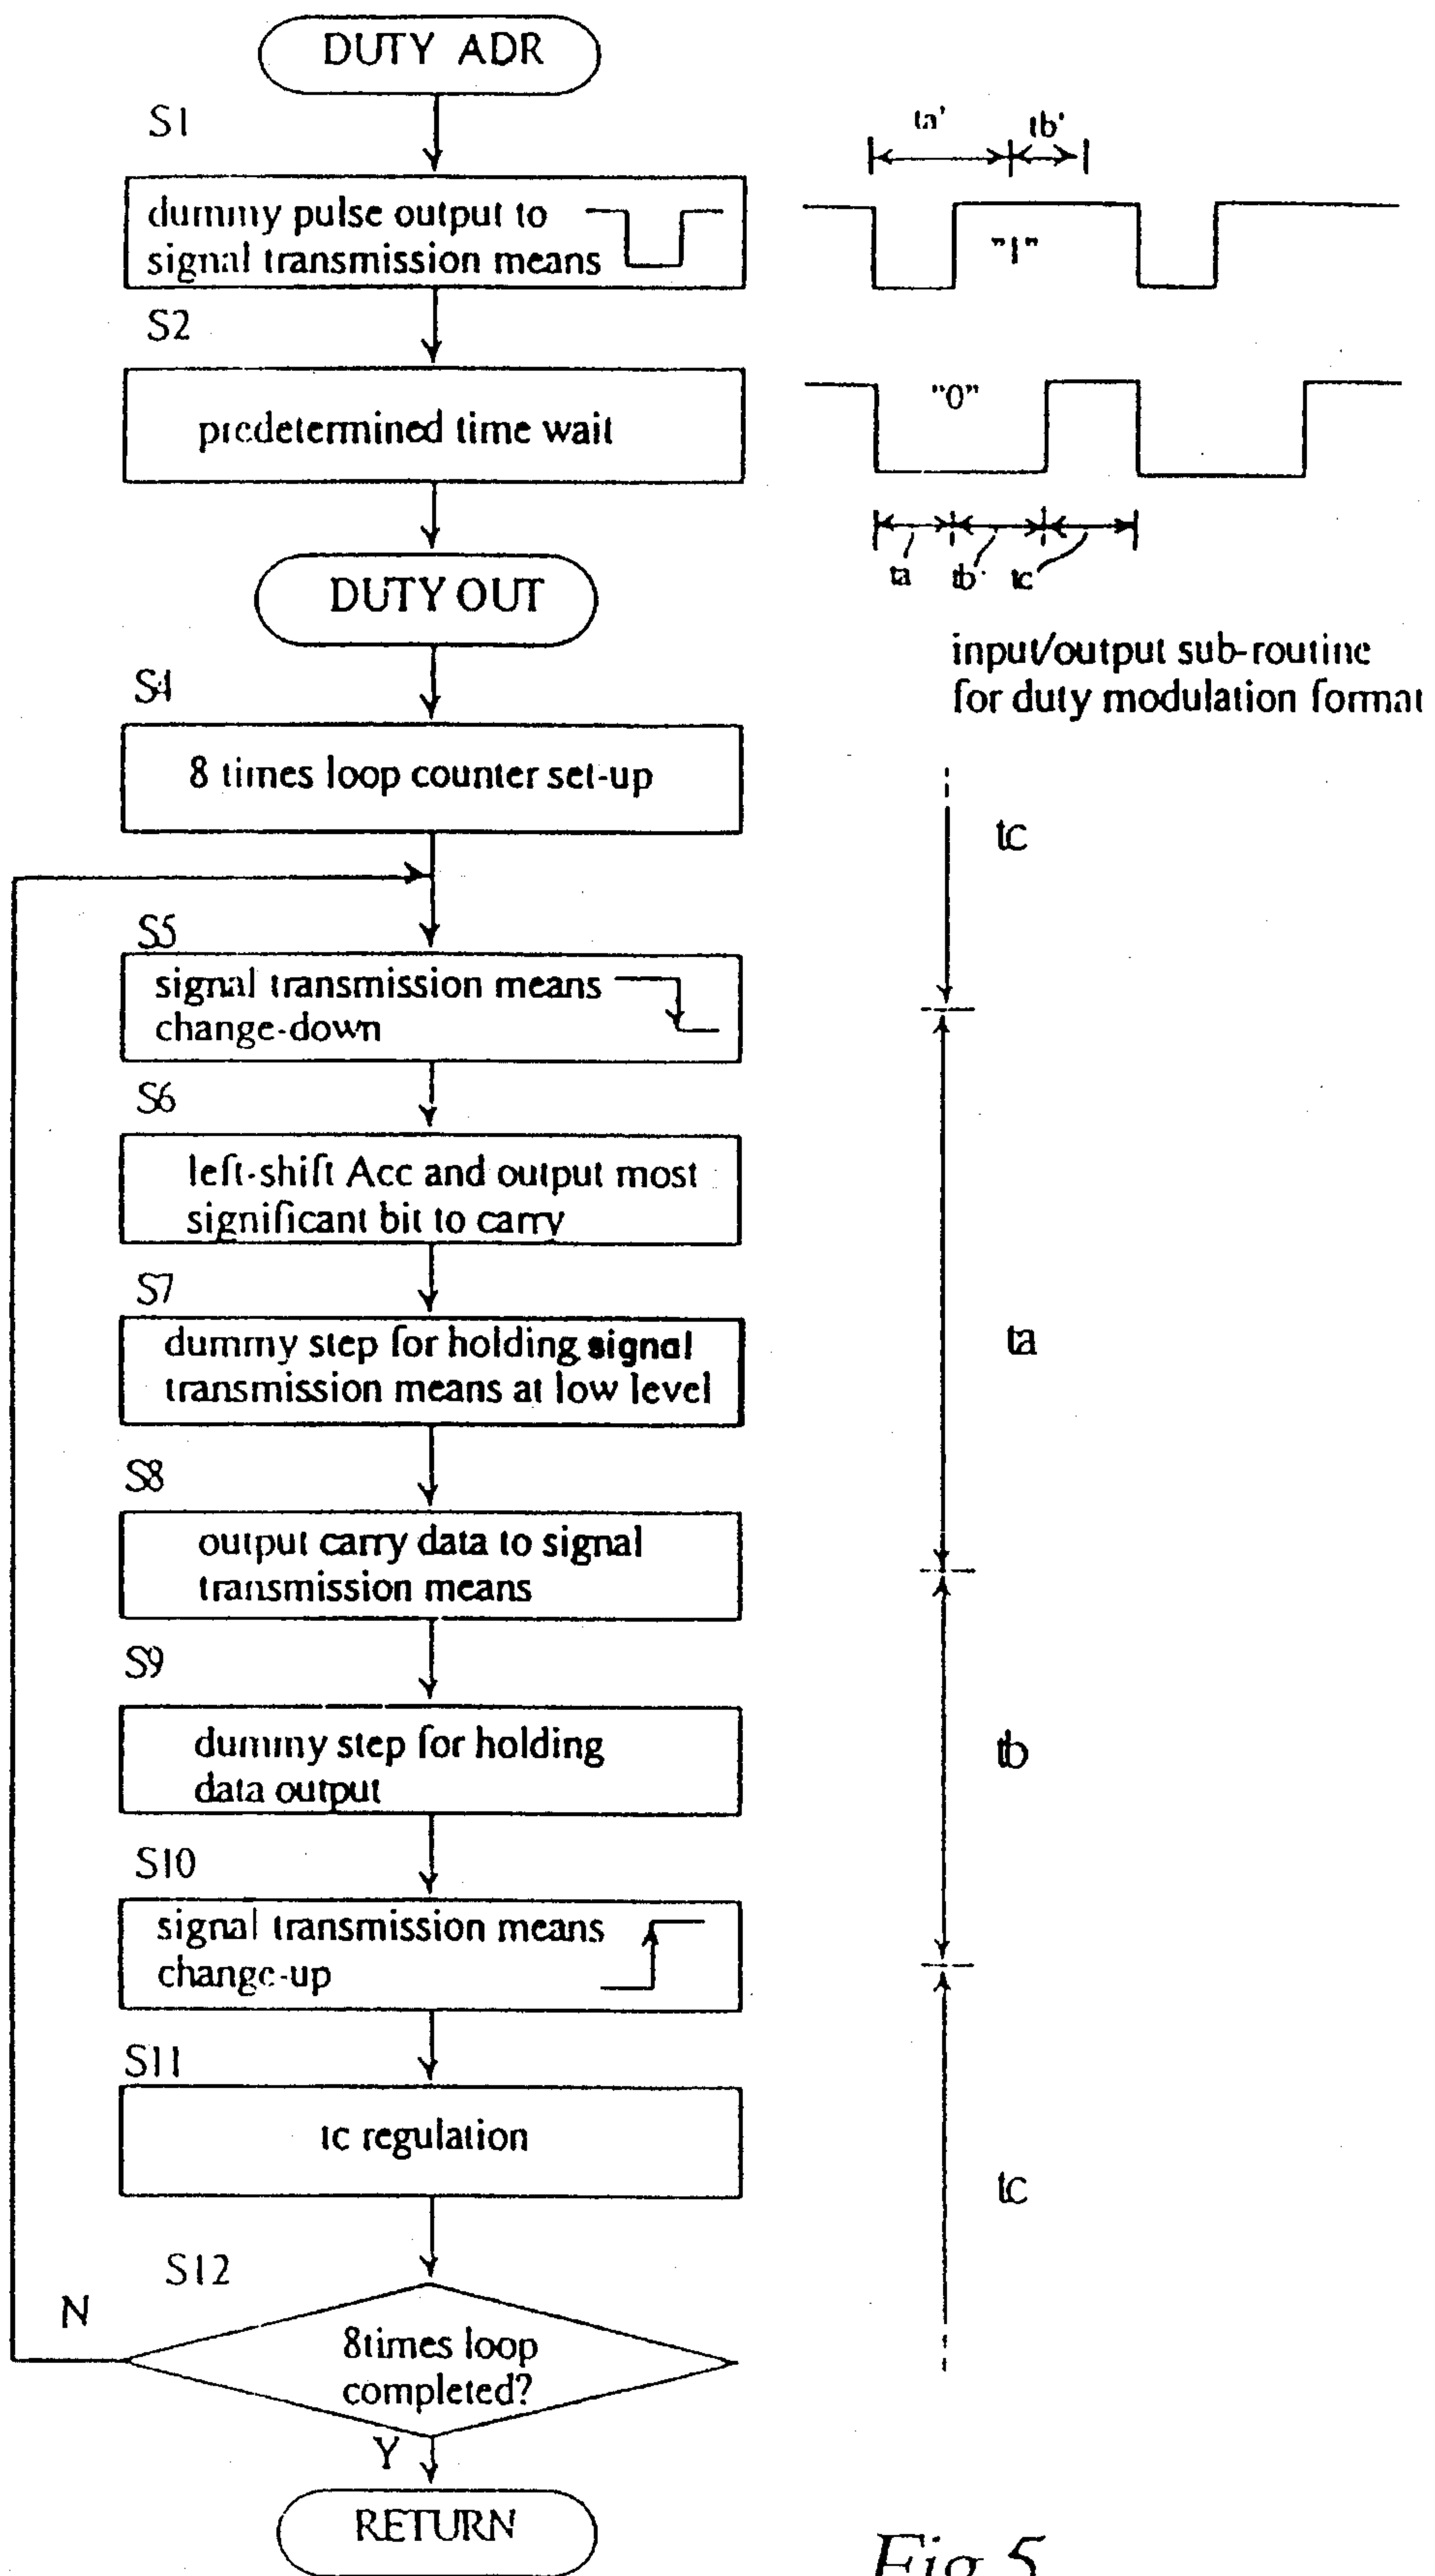 DUTY ADR
S1
dummy pulse output to
signal transmission means
S2
predetermined time wait
DUTY OUT
S4
8 times loop counter set-up
S5
signal transmission means
change-down
S6
left-shift Acc and output most
significant bit to carry
S7
dummy step for holding signal
transmission means at low level
S8
output carry data to signal
transmission means
S9
dummy step for holding
data output
S10
signal transmission means
change-up
S11
tc regulation
S12
N
8times loop
completed?
Y
RETURN
ta' tb'
"1"
"0"
ta tb tc
input/output sub-routine
for duty modulation format
tc
ta
tb
tc
Fig.5